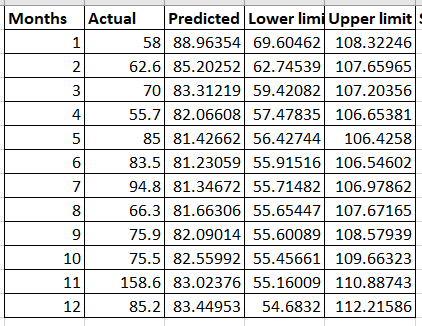 Months Actual Predicted Lower limi Upper limit
1 58 88.96354 69.60462 108.32246
2 62.6 85.20252 62.74539 107.65965
3 70 83.31219 59.42082 107.20356
4 55.7 82.06608 57.47835 106.65381
5 85 81.42662 56.42744 106.4258
6 83.5 81.23059 55.91516 106.54602
7 94.8 81.34672 55.71482 106.97862
8 66.3 81.66306 55.65447 107.67165
9 75.9 82.09014 55.60089 108.57939
10 75.5 82.55992 55.45661 109.66323
11 158.6 83.02376 55.16009 110.88743
12 85.2 83.44953 54.6832 112.21586